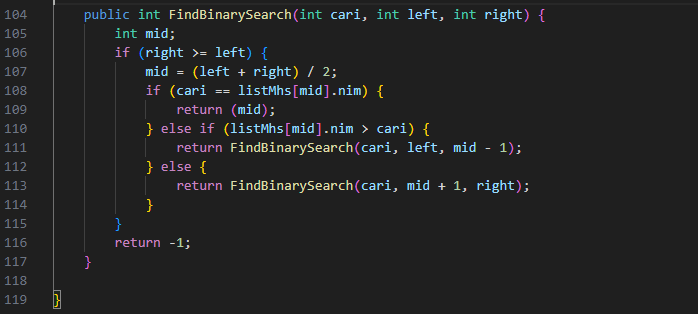 104 public int FindBinarySearch(int cari, int left, int right) {
105 int mid;
106 if (right >= left) {
107 mid = (left + right) / 2;
108 if (cari == listMhs[mid].nim) {
109 return (mid);
110 } else if (listMhs[mid].nim > cari) {
111 return FindBinarySearch(cari, left, mid - 1);
112 } else {
113 return FindBinarySearch(cari, mid + 1, right);
114 }
115 }
116 return -1;
117 }
118
119 }